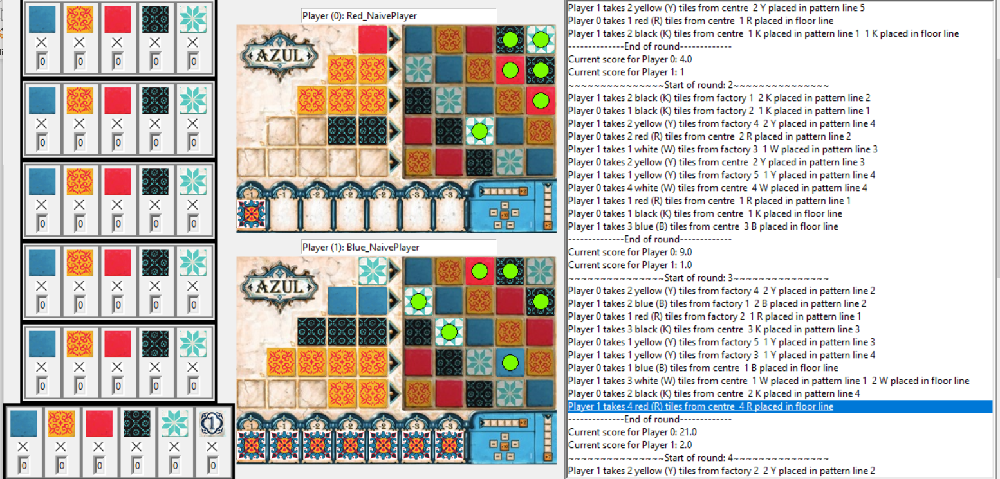 Player (0): Red_NaivePlayer
AZUL
-1 -1 -2 -2 -2 -3 -3
+2
+10
+7
Player (1): Blue_NaivePlayer
AZUL
-1 -1 -2 -2 -2 -3 -3
+2
+10
+7
0 0 0 0 0
0 0 0 0 0
0 0 0 0 0
0 0 0 0 0
0 0 0 0 0
1
0 0 0 0 0 0
Player 1 takes 2 yellow (Y) tiles from centre 2 Y placed in pattern line 5
Player 0 takes 1 red (R) tiles from centre 1 R placed in floor line
Player 1 takes 2 black (K) tiles from centre 1 K placed in pattern line 1 1 K placed in floor line
-------------End of round-------------
Current score for Player 0: 4.0
Current score for Player 1: 1
~~~~~~~~~~~~~~~Start of round: 2~~~~~~~~~~~~~~~
Player 1 takes 2 black (K) tiles from factory 1 2 K placed in pattern line 2
Player 0 takes 1 black (K) tiles from factory 2 1 K placed in pattern line 1
Player 1 takes 2 yellow (Y) tiles from factory 4 2 Y placed in pattern line 4
Player 0 takes 2 red (R) tiles from centre 2 R placed in pattern line 2
Player 1 takes 1 white (W) tiles from factory 3 1 W placed in pattern line 3
Player 0 takes 2 yellow (Y) tiles from centre 2 Y placed in pattern line 3
Player 1 takes 1 yellow (Y) tiles from factory 5 1 Y placed in pattern line 4
Player 0 takes 4 white (W) tiles from centre 4 W placed in pattern line 4
Player 1 takes 1 red (R) tiles from centre 1 R placed in pattern line 1
Player 0 takes 1 black (K) tiles from centre 1 K placed in floor line
Player 1 takes 3 blue (B) tiles from centre 3 B placed in floor line
-------------End of round-------------
Current score for Player 0: 9.0
Current score for Player 1: 1.0
~~~~~~~~~~~~~~~Start of round: 3~~~~~~~~~~~~~~~
Player 0 takes 2 yellow (Y) tiles from factory 4 2 Y placed in pattern line 2
Player 1 takes 2 blue (B) tiles from factory 1 2 B placed in pattern line 2
Player 0 takes 1 red (R) tiles from factory 2 1 R placed in pattern line 1
Player 1 takes 3 black (K) tiles from centre 3 K placed in pattern line 3
Player 0 takes 1 yellow (Y) tiles from factory 5 1 Y placed in pattern line 3
Player 1 takes 1 yellow (Y) tiles from factory 3 1 Y placed in pattern line 4
Player 0 takes 1 blue (B) tiles from centre 1 B placed in floor line
Player 1 takes 3 white (W) tiles from centre 1 W placed in pattern line 1 2 W placed in floor line
Player 0 takes 2 black (K) tiles from centre 2 K placed in pattern line 4
Player 1 takes 4 red (R) tiles from centre 4 R placed in floor line
-------------End of round-------------
Current score for Player 0: 21.0
Current score for Player 1: 2.0
~~~~~~~~~~~~~~~Start of round: 4~~~~~~~~~~~~~~~
Player 1 takes 2 yellow (Y) tiles from factory 2 2 Y placed in pattern line 2